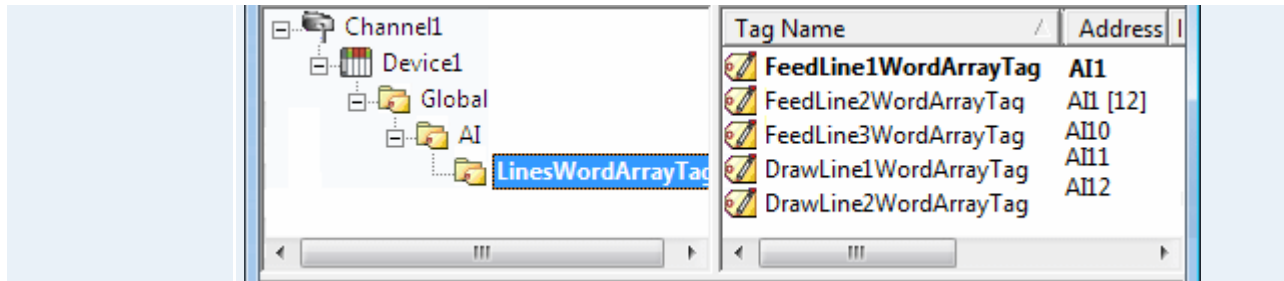 Channel1
Device1
Global
AI
LinesWordArrayTag
Tag Name Address
FeedLine1WordArrayTag AI1
FeedLine2WordArrayTag AI1 [12]
FeedLine3WordArrayTag AI10
DrawLine1WordArrayTag AI11
DrawLine2WordArrayTag AI12